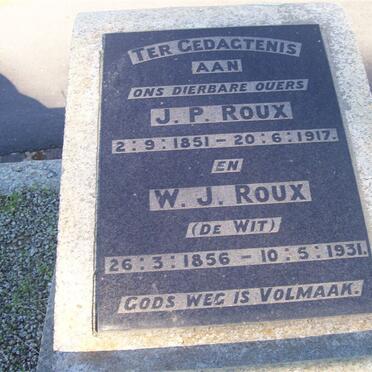 TER GEDAGTENIS
AAN
ONS DIERBARE OUERS
J. P. ROUX
2:9:1851 - 20:6:1917.
EN
W. J. ROUX
(DE WIT)
26:3:1856 - 10:5:1931.
GODS WEG IS VOLMAAK.